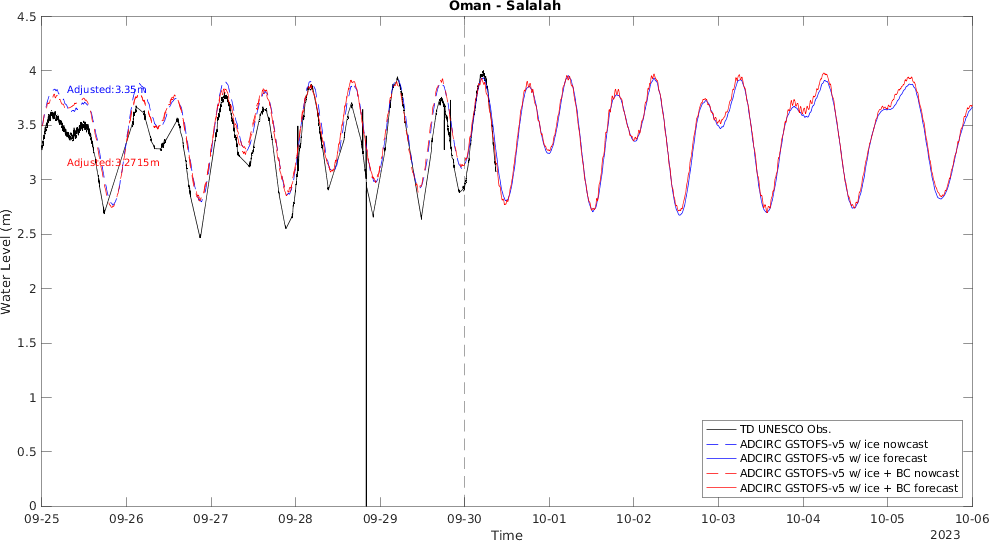 Oman - Salalah
4.5
4
3.5
3
2.5
2
1.5
1
0.5
0
Water Level (m)
Adjusted:3.35m
Adjusted:3.2715m
TD UNESCO Obs.
ADCIRC GSTOFS-v5 w/ ice nowcast
ADCIRC GSTOFS-v5 w/ ice forecast
ADCIRC GSTOFS-v5 w/ ice + BC nowcast
ADCIRC GSTOFS-v5 w/ ice + BC forecast
09-25 09-26 09-27 09-28 09-29 09-30 10-01 10-02 10-03 10-04 10-05 10-06
Time
2023